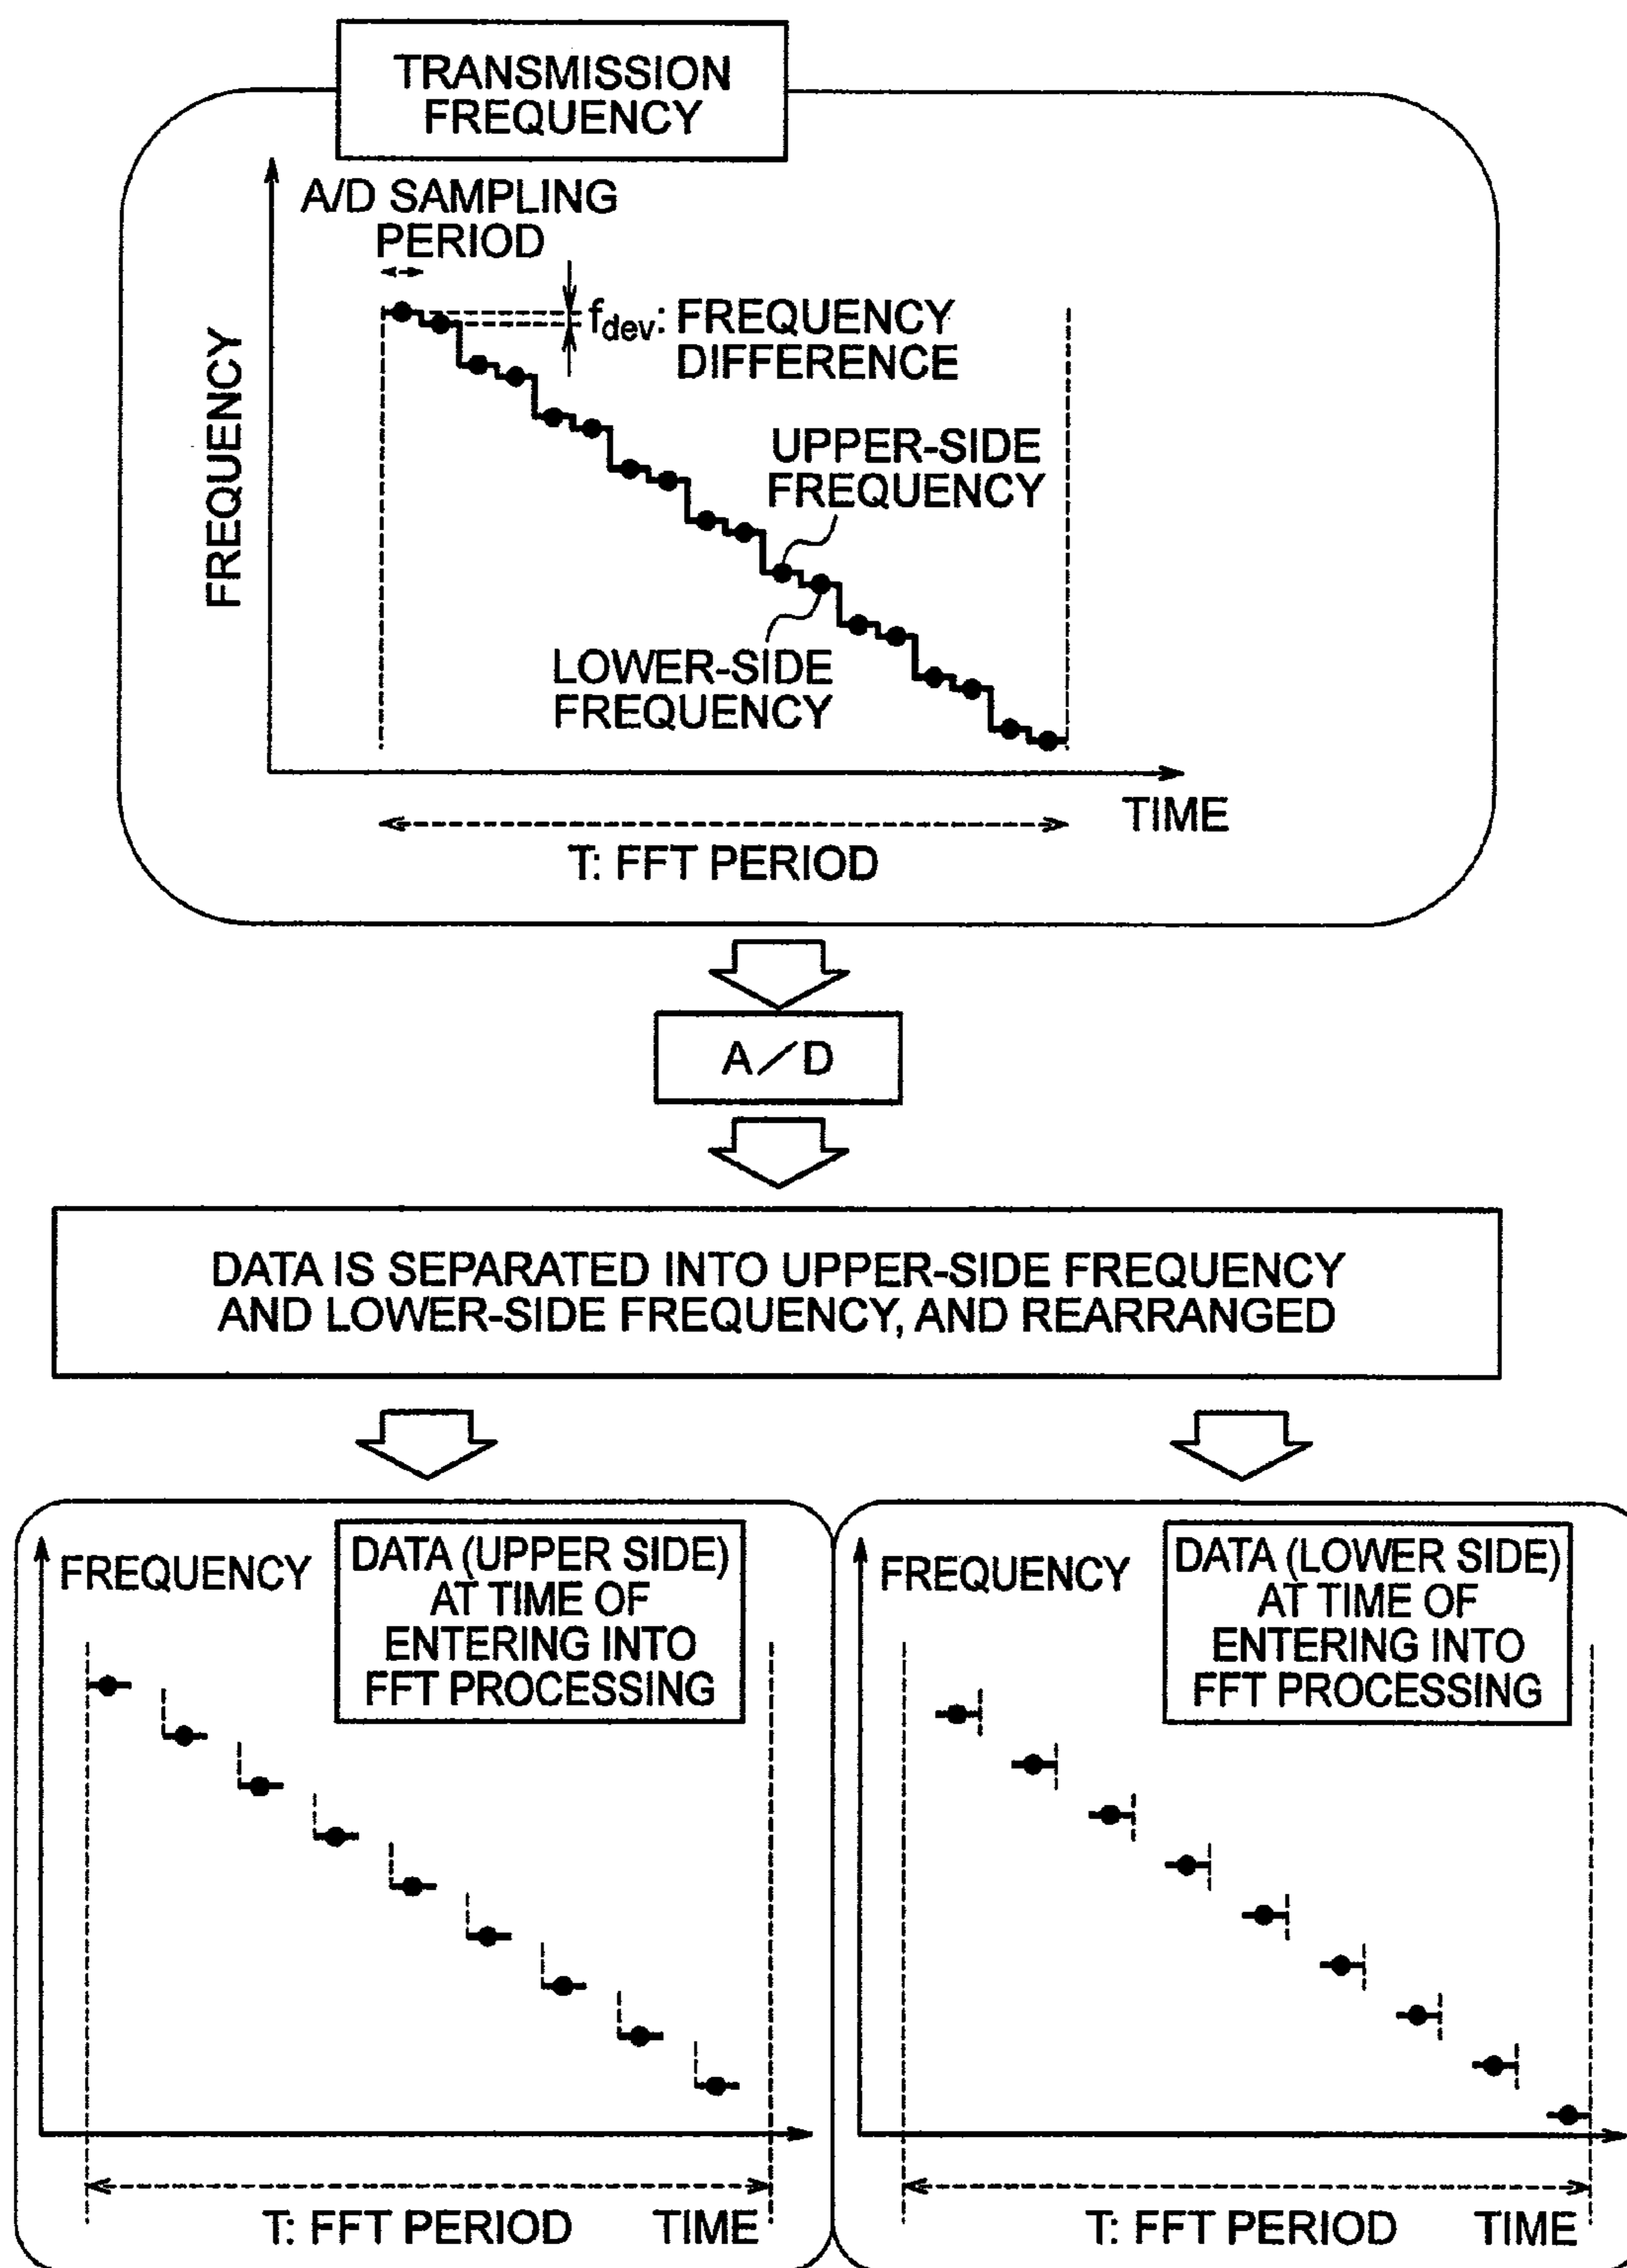 TRANSMISSION
FREQUENCY
A/D SAMPLING
PERIOD
fdev: FREQUENCY
DIFFERENCE
FREQUENCY
UPPER-SIDE
FREQUENCY
LOWER-SIDE
FREQUENCY
TIME
T: FFT PERIOD
A/D
DATA IS SEPARATED INTO UPPER-SIDE FREQUENCY
AND LOWER-SIDE FREQUENCY, AND REARRANGED
FREQUENCY
DATA (UPPER SIDE)
AT TIME OF
ENTERING INTO
FFT PROCESSING
T: FFT PERIOD
TIME
FREQUENCY
DATA (LOWER SIDE)
AT TIME OF
ENTERING INTO
FFT PROCESSING
T: FFT PERIOD
TIME